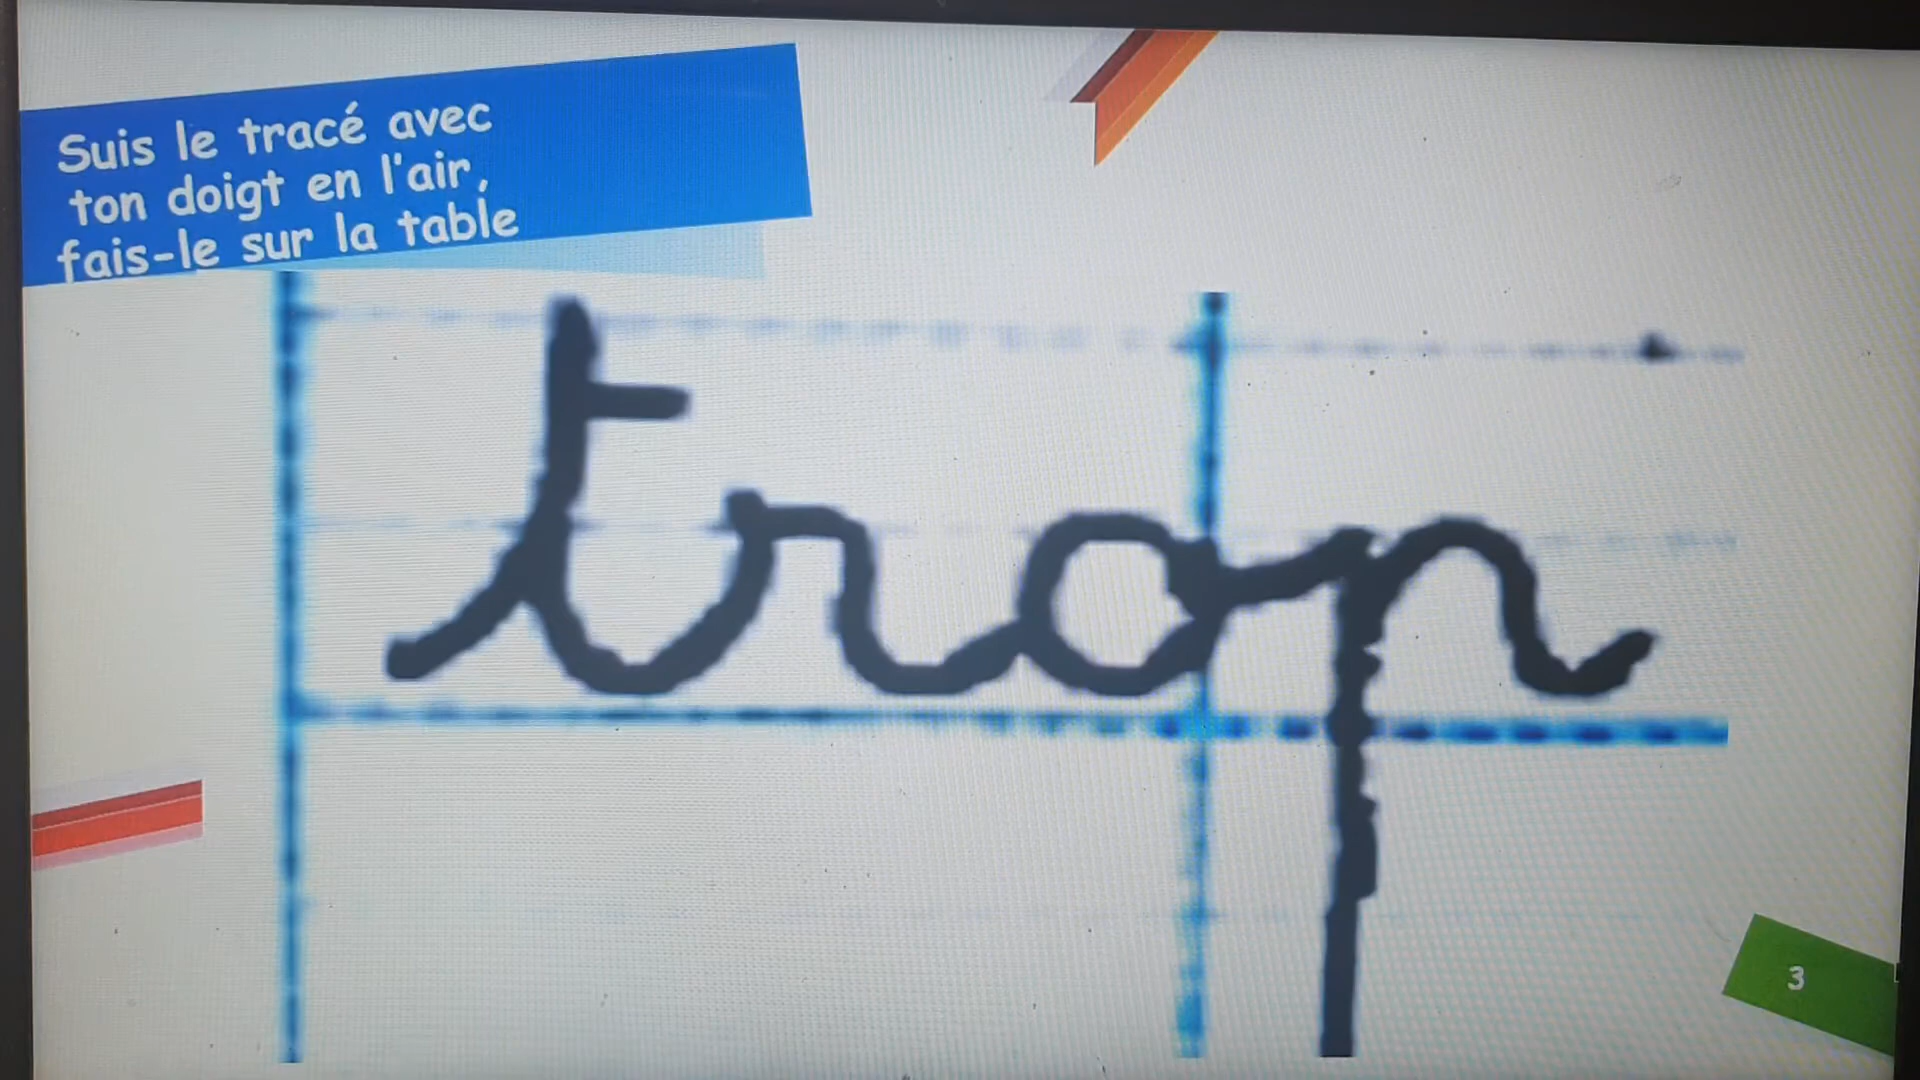 Suis le tracé avec
ton doigt en l'air,
fais-le sur la table
trop
3